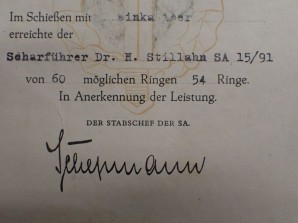 Im Schießen mit
erreichte der
Scharführer Dr. H. Stillahn SA 15/91
von 60 möglichen Ringen 54 Ringe.
In Anerkennung der Leistung.
DER STABSCHEF DER SA.
Schepmann